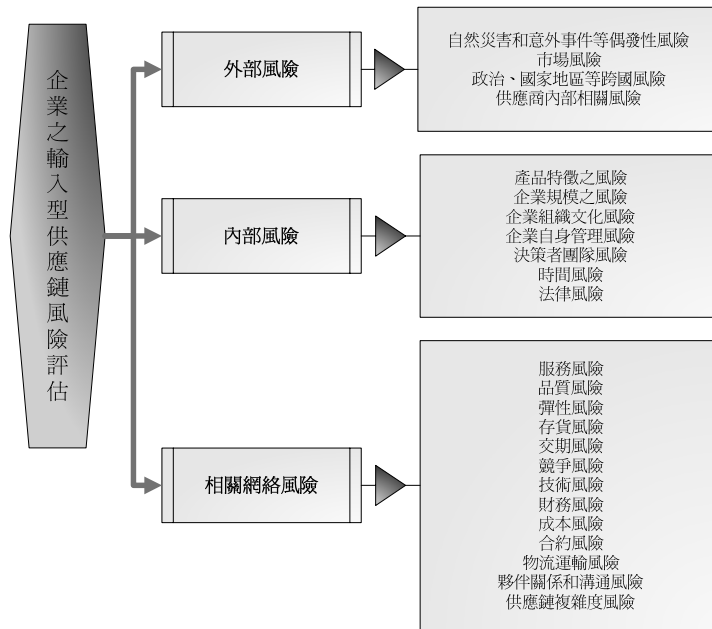 企業之輸入型供應鏈風險評估
外部風險
自然災害和意外事件等偶發性風險
市場風險
政治、國家地區等跨國風險
供應商內部相關風險
內部風險
產品特徵之風險
企業規模之風險
企業組織文化風險
企業自身管理風險
決策者團隊風險
時間風險
法律風險
相關網絡風險
服務風險
品質風險
彈性風險
存貨風險
交期風險
競爭風險
技術風險
財務風險
成本風險
合約風險
物流運輸風險
夥伴關係和溝通風險
供應鏈複雜度風險